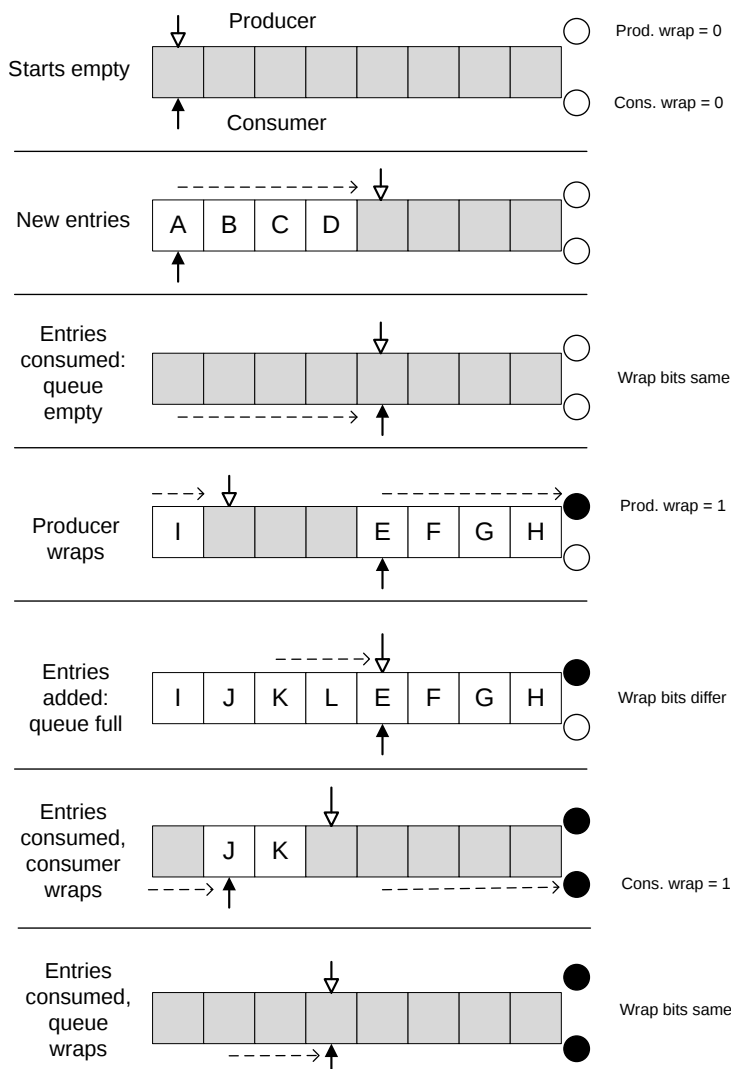 Producer
Prod. wrap = 0
Starts empty
Cons. wrap = 0
Consumer
New entries
A B C D
Entries
consumed:
queue
empty
Wrap bits same
Prod. wrap = 1
Producer
wraps
I E F G H
Entries
added:
queue full
I J K L E F G H
Wrap bits differ
Entries
consumed,
consumer
wraps
J K
Cons. wrap = 1
Entries
consumed,
queue
wraps
Wrap bits same